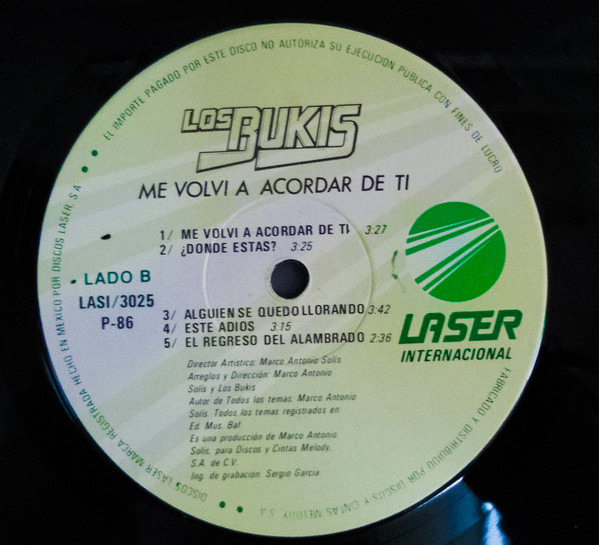 EL IMPORTE PAGADO POR ESTE DISCO NO AUTORIZA SU EJECUCION PUBLICA CON FINES DE LUCRO
LOS BUKIS
ME VOLVI A ACORDAR DE TI
1/ ME VOLVI A ACORDAR DE TI 3:27
2/ ¿DONDE ESTAS? 3:25
LADO B
LASI/3025
P-86
3/ ALGUIEN SE QUEDO LLORANDO 3:42
4/ ESTE ADIOS 3:15
5/ EL REGRESO DEL ALAMBRADO 2:36
LASER
INTERNACIONAL
Director Artistico: Marco Antonio Solis.
Arreglos y Dirección: Marco Antonio
Solis y Los Bukis
Autor de Todos los temas: Marco Antonio
Solis. Todos los temas registrados en
Ed. Mus. Baf.
Es una producción de Marco Antonio
Solis, para Discos y Cintas Melody,
S.A. de C.V.
Ing. de grabación: Sergio Garcia
DISCOS LASER MARCA REGISTRADA HECHO EN MEXICO POR DISCOS LASER, S.A.
FABRICADO Y DISTRIBUIDO POR DISCOS Y CINTAS MELODY, S.A.